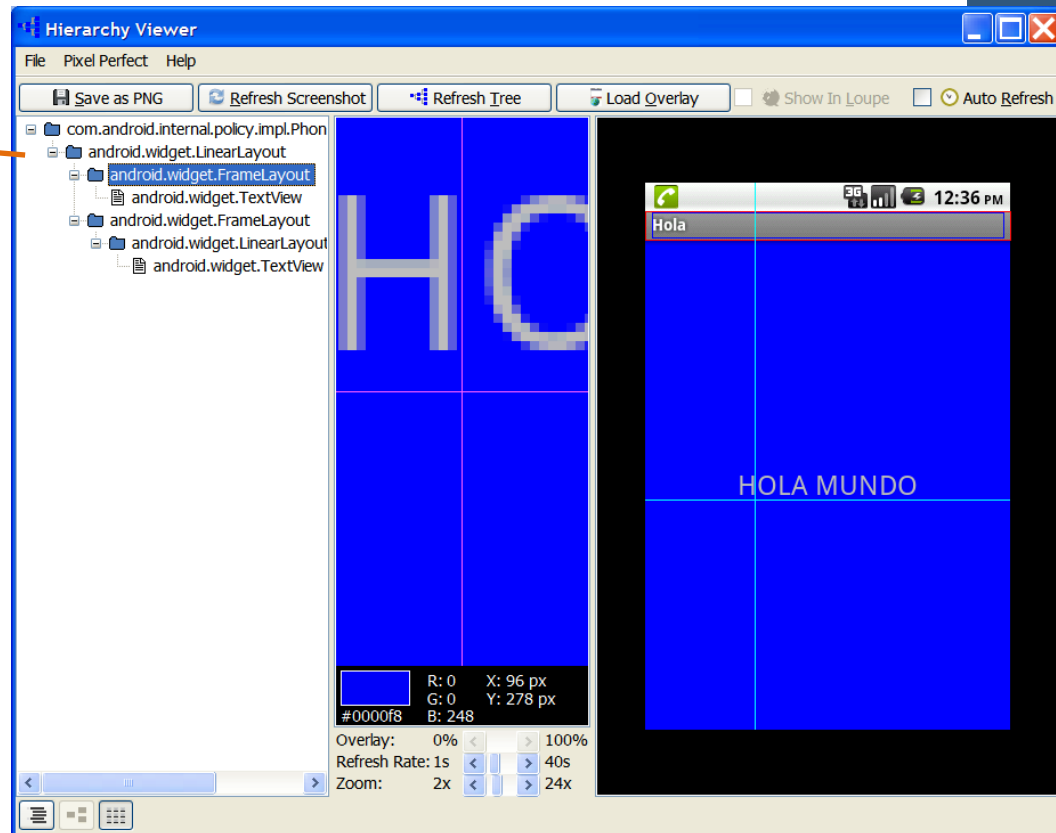 Hierarchy Viewer
File Pixel Perfect Help
Save as PNG Refresh Screenshot Refresh Tree Load Overlay Show In Loupe Auto Refresh
com.android.internal.policy.impl.Phon
android.widget.LinearLayout
android.widget.FrameLayout
android.widget.TextView
android.widget.FrameLayout
android.widget.LinearLayout
android.widget.TextView
HO
R: 0 X: 96 px
G: 0 Y: 278 px
#0000f8 B: 248
Overlay: 0% 100%
Refresh Rate: 1s 40s
Zoom: 2x 24x
3G 12:36 PM
Hola
HOLA MUNDO